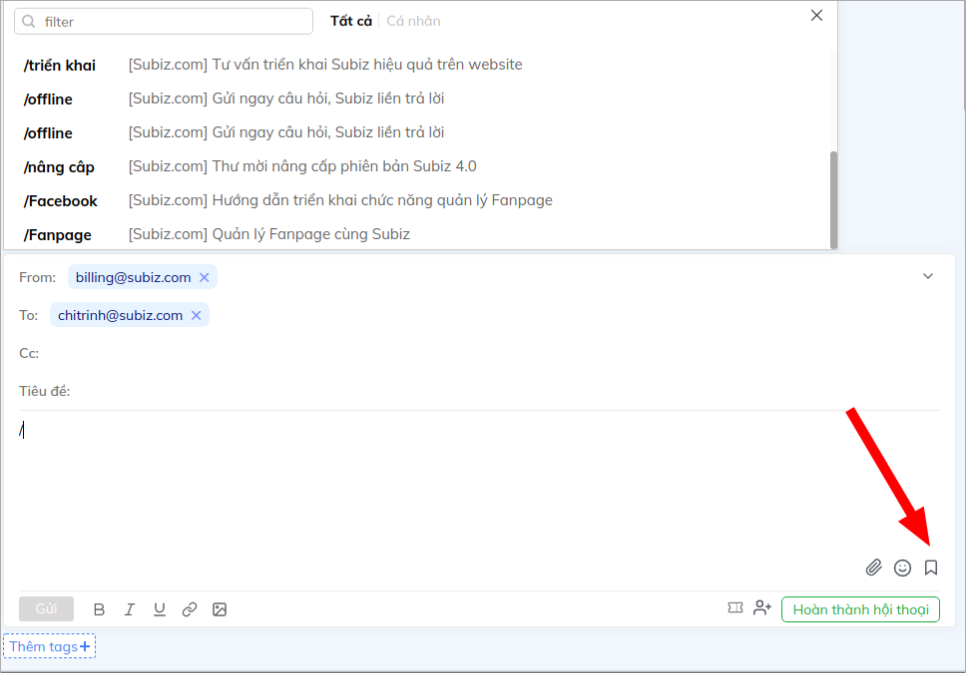 filter Tất cả Cá nhân
/triển khai [Subiz.com] Tư vấn triển khai Subiz hiệu quả trên website
/offline [Subiz.com] Gửi ngay câu hỏi, Subiz liền trả lời
/offline [Subiz.com] Gửi ngay câu hỏi, Subiz liền trả lời
/nâng câp [Subiz.com] Thư mời nâng cấp phiên bản Subiz 4.0
/Facebook [Subiz.com] Hướng dẫn triển khai chức năng quản lý Fanpage
/Fanpage [Subiz.com] Quản lý Fanpage cùng Subiz
From: billing@subiz.com
To: chitrinh@subiz.com
Cc:
Tiêu đề:
/
Gửi B I U Hoàn thành hội thoại
Thêm tags+